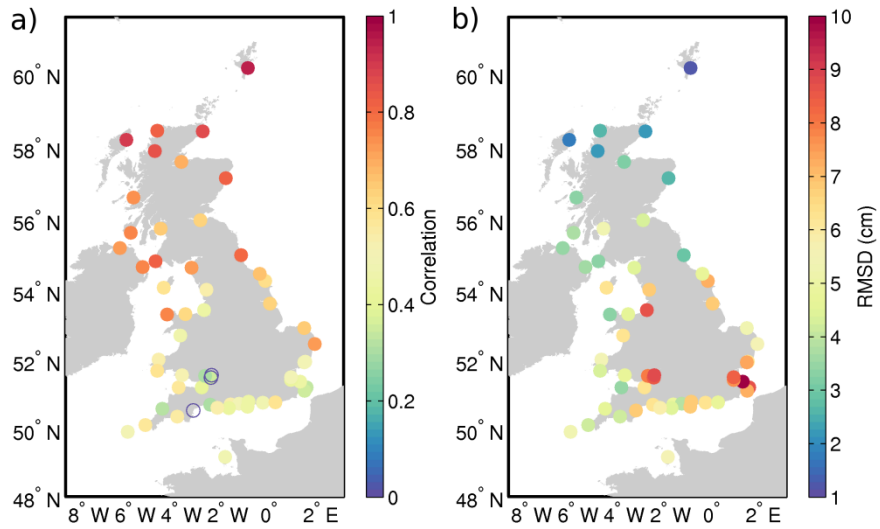 a)
60° N
58° N
56° N
54° N
52° N
50° N
48° N
8° W 6° W 4° W 2° W 0° 2° E
1
0.8
0.6
0.4
0.2
0
Correlation
b)
60° N
58° N
56° N
54° N
52° N
50° N
48° N
8° W 6° W 4° W 2° W 0° 2° E
10
9
8
7
6
5
4
3
2
1
RMSD (cm)